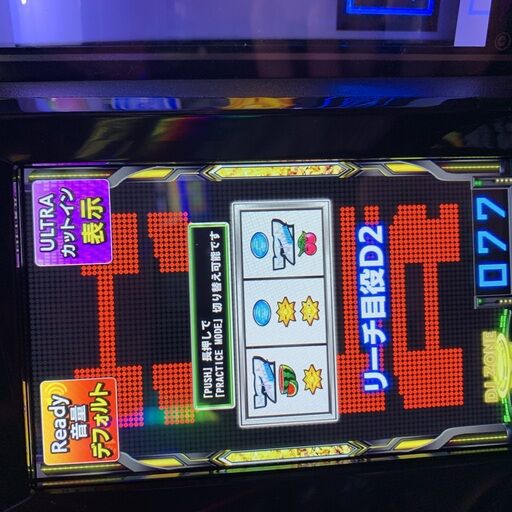 Ready
音量
デフォルト
ULTRA
カットイン
表示
「PUSH」長押しで
「PRACTICE MODE」切り替え可能です
リーチ目役D2
DJ ZONE
077